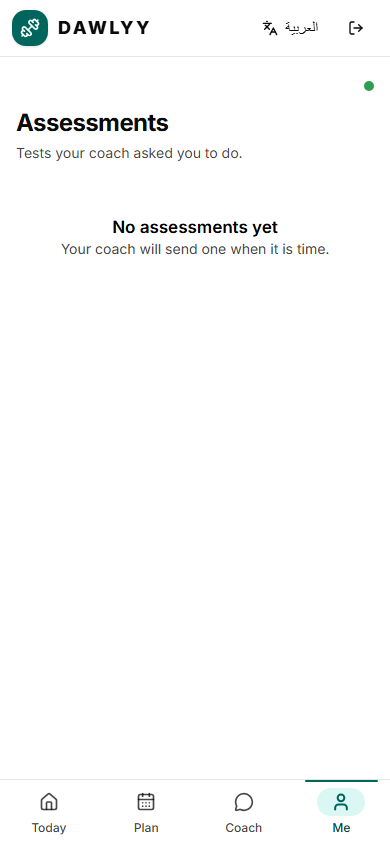 DAWLYY
العربية
Assessments
Tests your coach asked you to do.
No assessments yet
Your coach will send one when it is time.
Today
Plan
Coach
Me